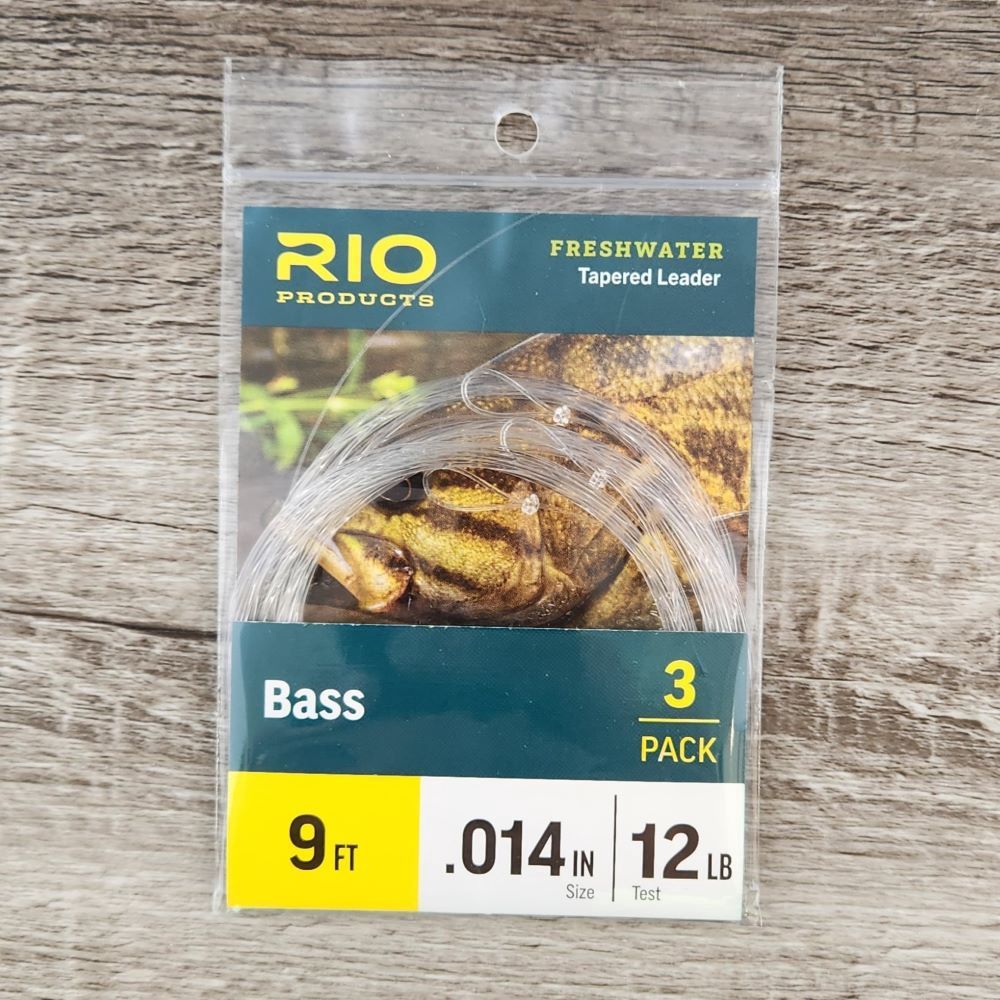 RIO
PRODUCTS
FRESHWATER
Tapered Leader
Bass
3
PACK
9 FT
.014 IN
Size
12 LB
Test